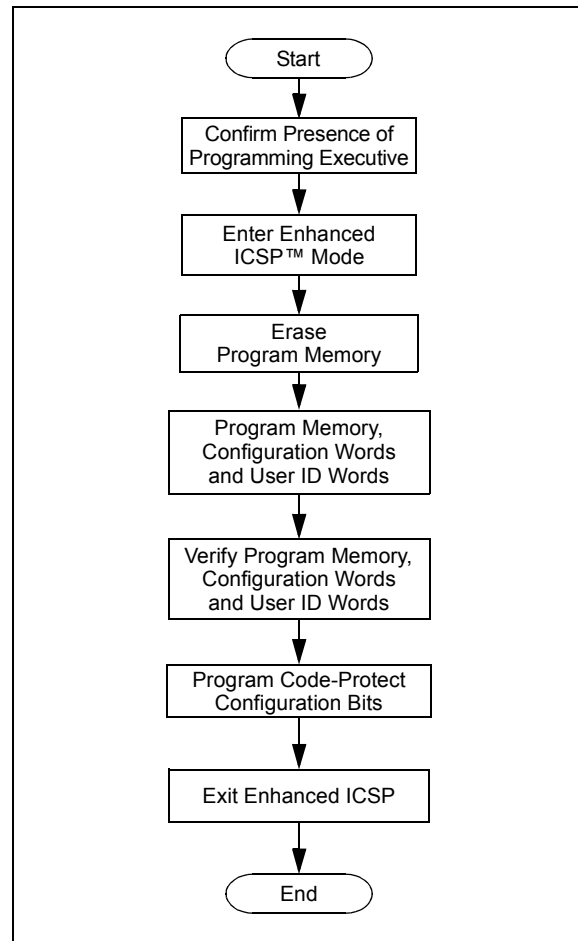 Start
Confirm Presence of
Programming Executive
Enter Enhanced
ICSP™ Mode
Erase
Program Memory
Program Memory,
Configuration Words
and User ID Words
Verify Program Memory,
Configuration Words
and User ID Words
Program Code-Protect
Configuration Bits
Exit Enhanced ICSP
End